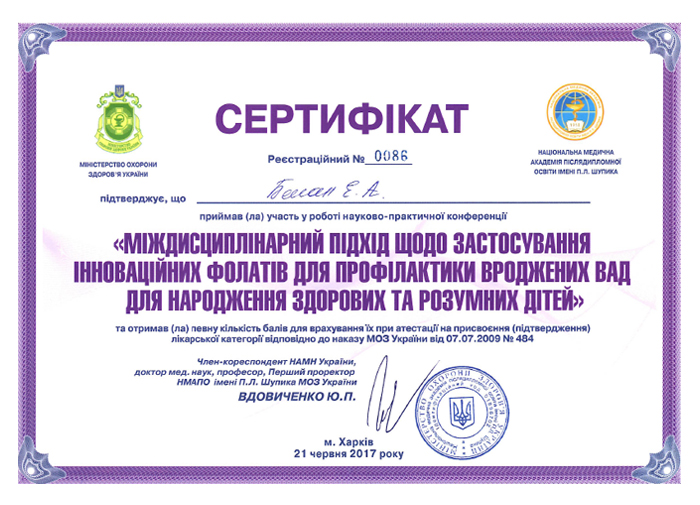 СЕРТИФІКАТ
МІНІСТЕРСТВО ОХОРОНИ
ЗДОРОВ'Я УКРАЇНИ
НАЦІОНАЛЬНА МЕДИЧНА
АКАДЕМІЯ ПІСЛЯДИПЛОМНОЇ
ОСВІТИ ІМЕНІ П.Л. ШУПИКА
Реєстраційний № 0086
підтверджує, що Е. А.
приймав (ла) участь у роботі науково-практичної конференції
«МІЖДИСЦИПЛІНАРНИЙ ПІДХІД ЩОДО ЗАСТОСУВАННЯ
ІННОВАЦІЙНИХ ФОЛАТІВ ДЛЯ ПРОФІЛАКТИКИ ВРОДЖЕНИХ ВАД
ДЛЯ НАРОДЖЕННЯ ЗДОРОВИХ ТА РОЗУМНИХ ДІТЕЙ»
та отримав (ла) певну кількість балів для врахування їх при атестації на присвоєння (підтвердження)
лікарської категорії відповідно до наказу МОЗ України від 07.07.2009 № 484
Член-кореспондент НАМН України,
доктор мед. наук, професор, Перший проректор
НМАПО імені П.Л. Шупика МОЗ України
ВДОВИЧЕНКО Ю.П.
МІНІСТЕРСТВО ОХОРОНИ ЗДОРОВ'Я УКРАЇНИ
м. Харків
21 червня 2017 року